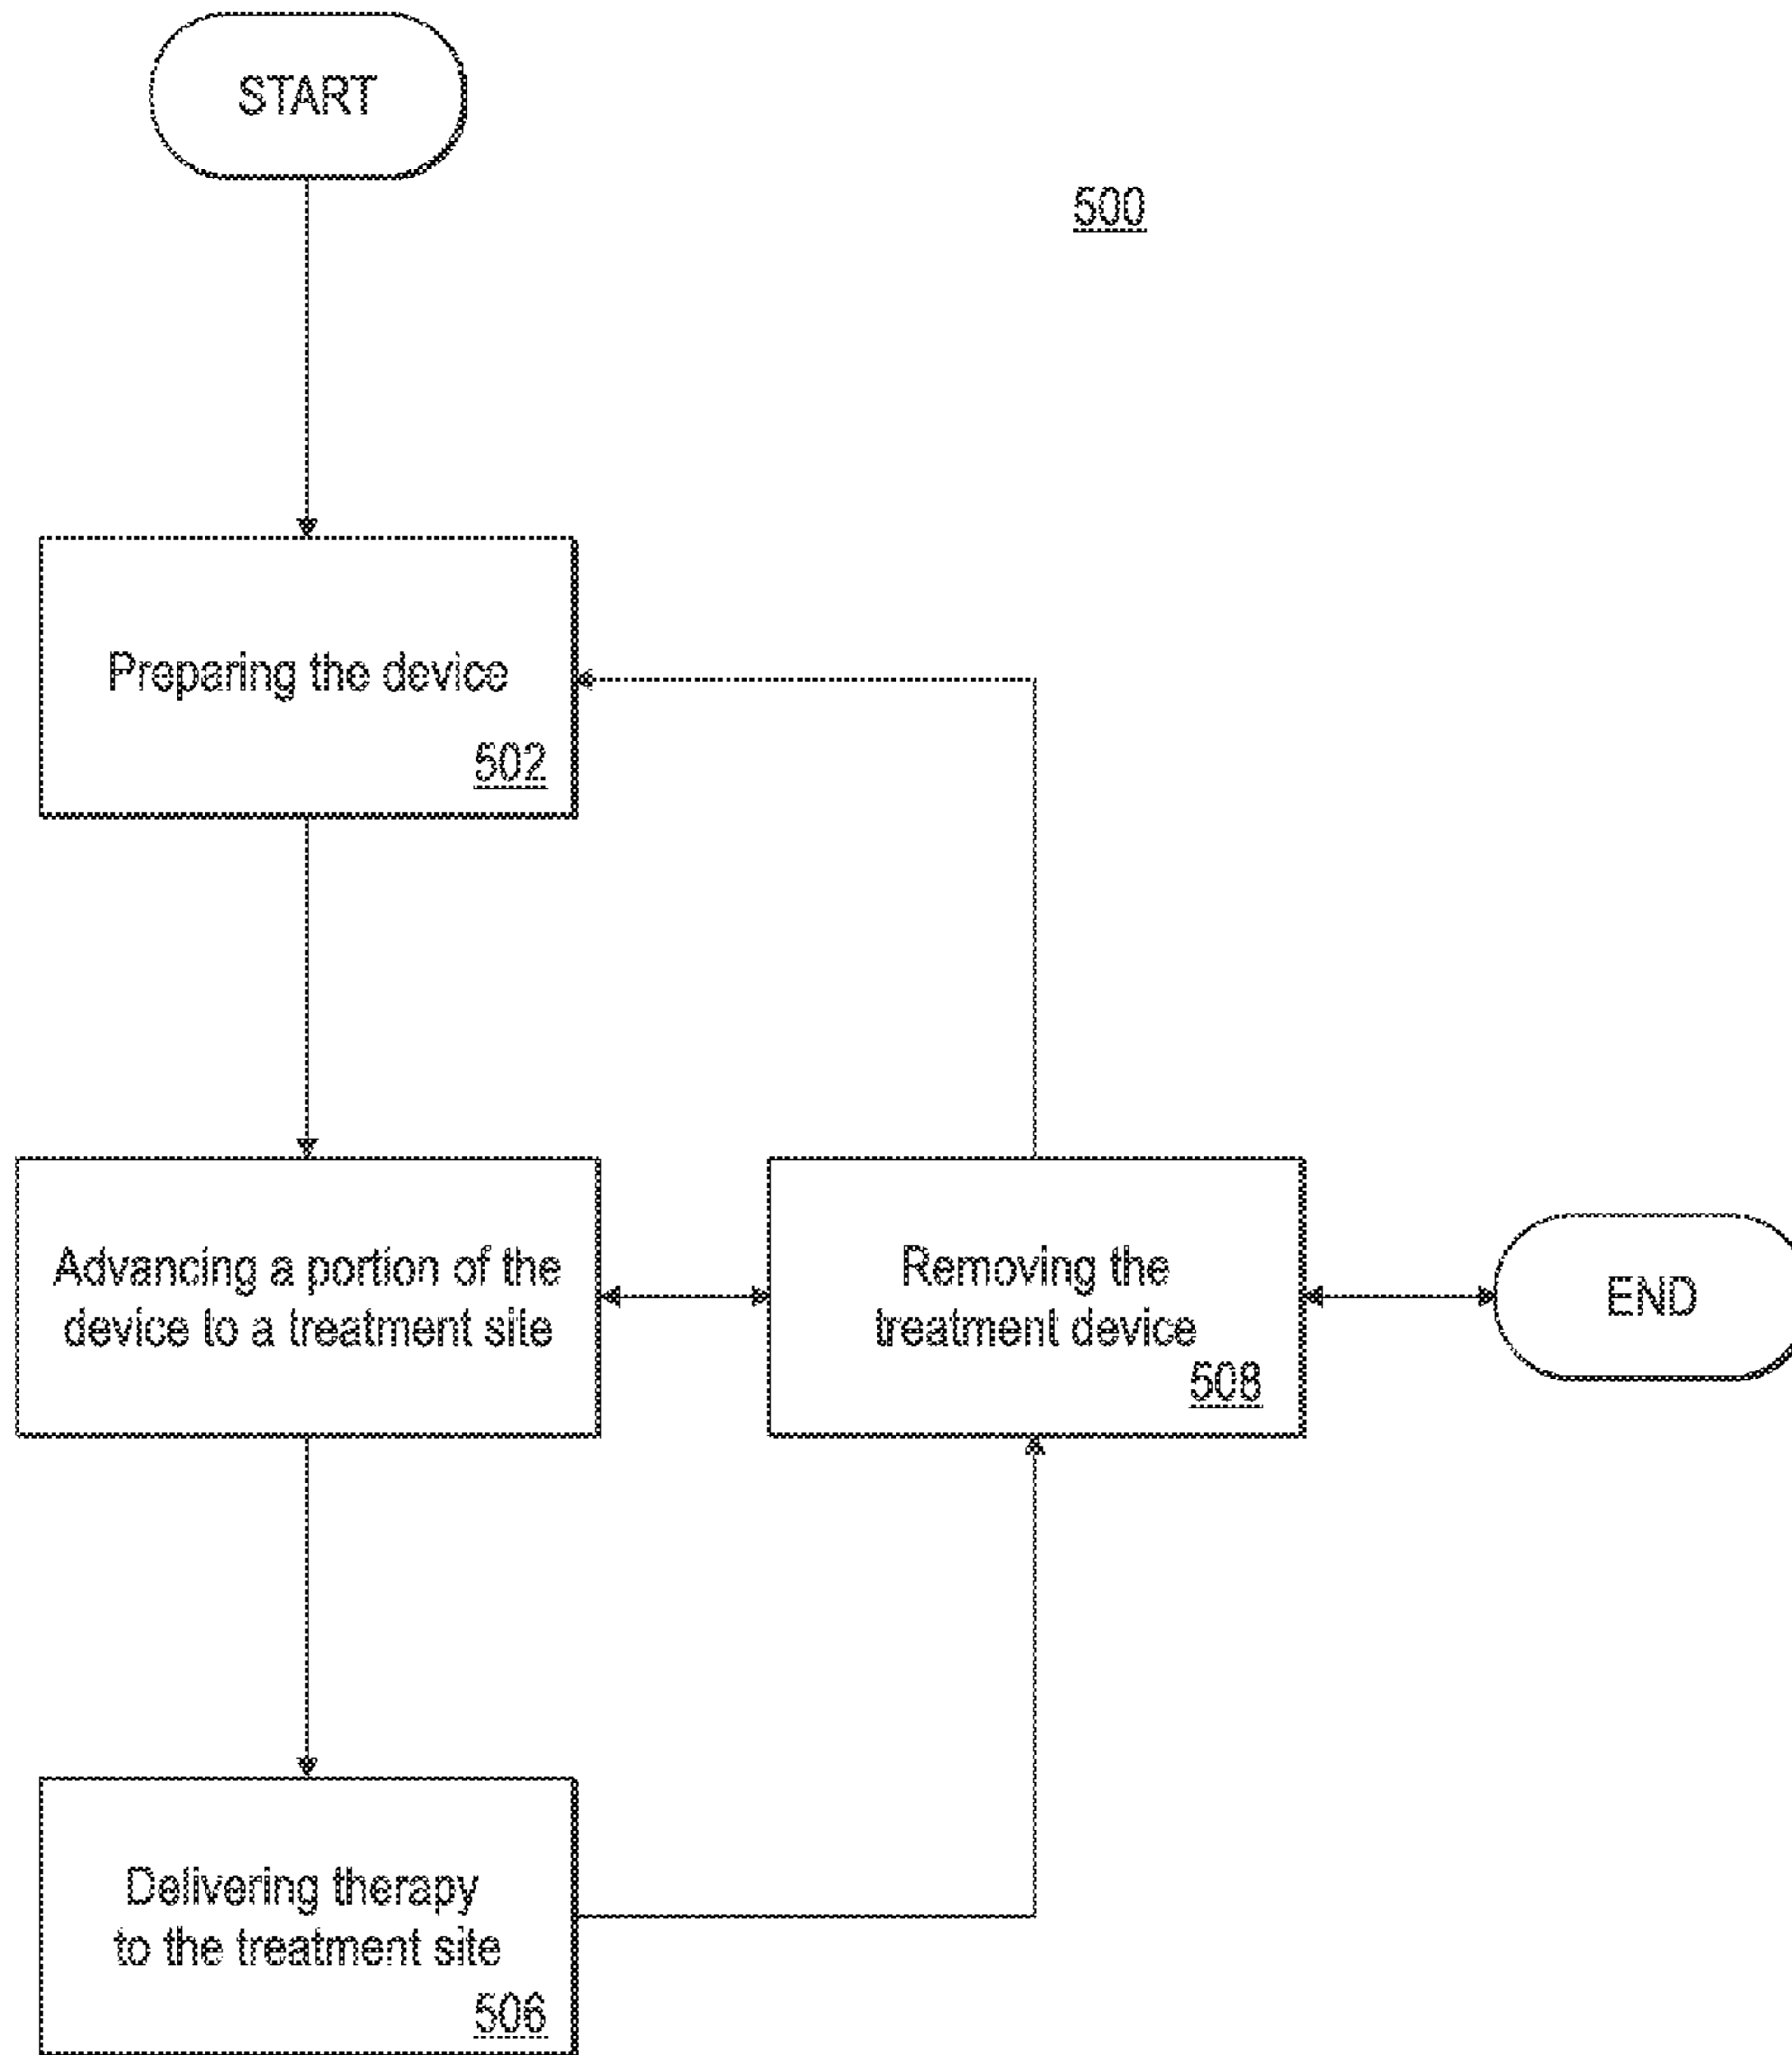 START
500
Preparing the device
502
Advancing a portion of the
device to a treatment site
Removing the
treatment device
508
END
Delivering therapy
to the treatment site
506